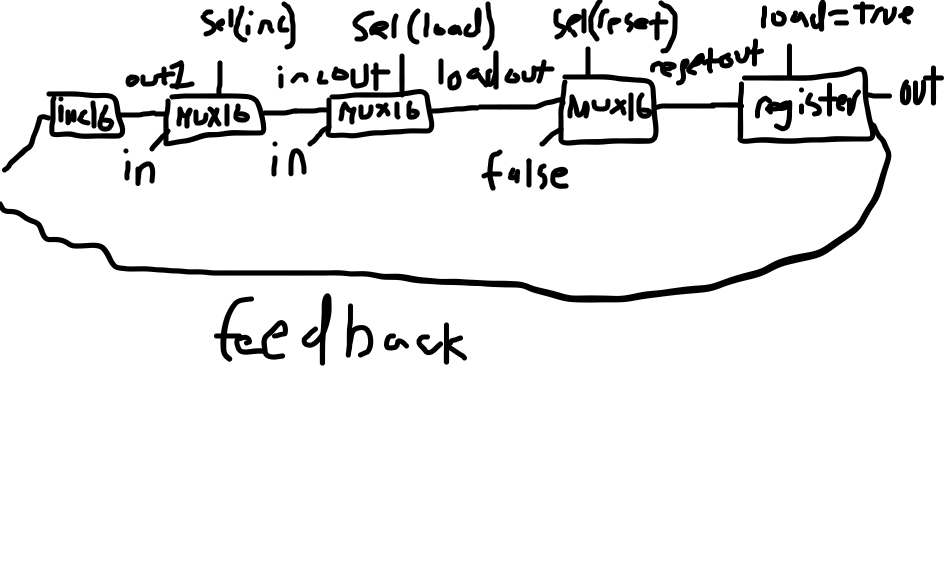 sel(inc) sel(load) sel(reset) load=true
out1 incout loadout resetout
inc16 Mux16 Mux16 Mux16 register out
in in false
feedback